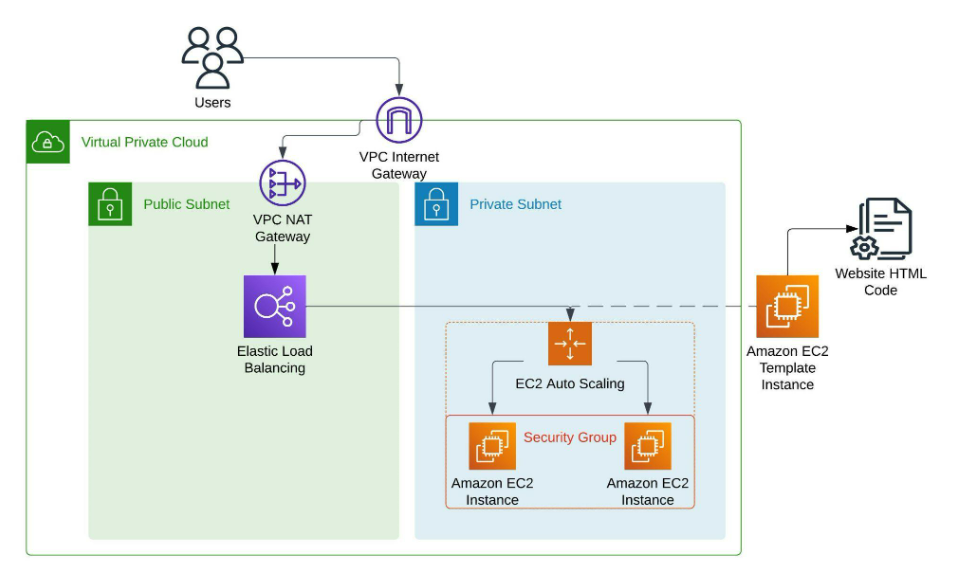 Users
Virtual Private Cloud
VPC Internet
Gateway
Public Subnet
VPC NAT
Gateway
Private Subnet
Website HTML
Code
Elastic Load
Balancing
EC2 Auto Scaling
Amazon EC2
Template
Instance
Security Group
Amazon EC2
Instance
Amazon EC2
Instance